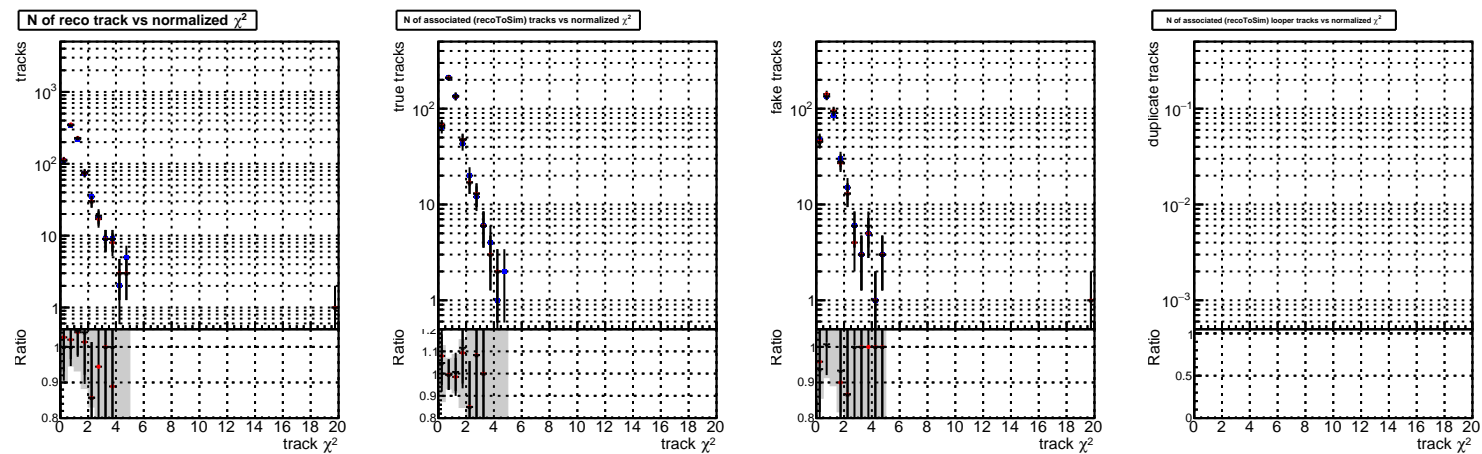 N of reco track vs normalized χ²
tracks
10³
10²
10
1
Ratio
1
0.9
0.8
0 2 4 6 8 10 12 14 16 18 20
track χ²
N of associated (recoToSim) tracks vs normalized χ²
true tracks
10²
10
1
Ratio
1.2
1.1
1
0.9
0.8
0 2 4 6 8 10 12 14 16 18 20
track χ²
fake tracks
10²
10
1
Ratio
1
0.9
0.8
0 2 4 6 8 10 12 14 16 18 20
track χ²
N of associated (recoToSim) looper tracks vs normalized χ²
duplicate tracks
10⁻¹
10⁻²
10⁻³
Ratio
1
0.5
0
0 2 4 6 8 10 12 14 16 18 20
track χ²